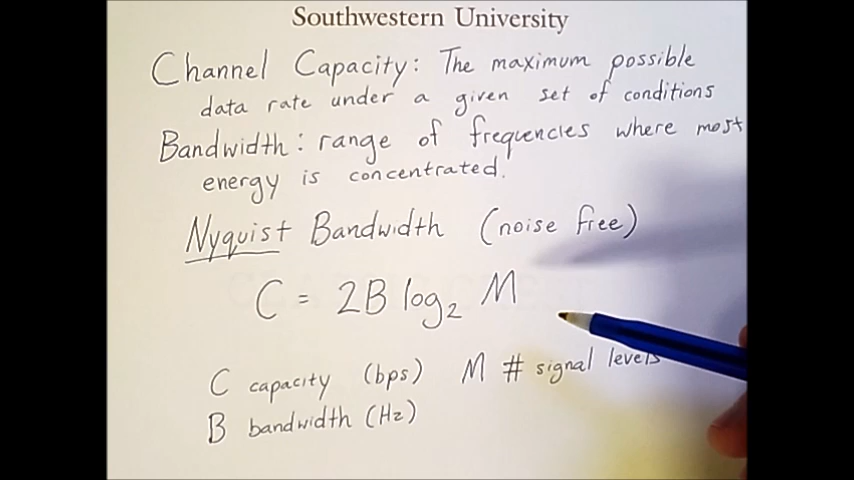 Southwestern University
Channel Capacity: The maximum possible
data rate under a given set of conditions
Bandwidth: range of frequencies where most
energy is concentrated.
Nyquist Bandwidth (noise free)
C = 2B log₂ M
C capacity (bps) M # signal levels
B bandwidth (Hz)